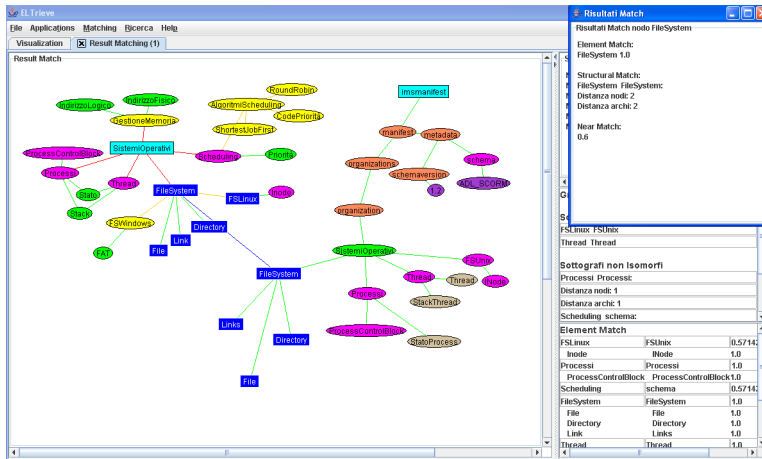 ELTrieve
File Applications Matching Ricerca Help
Visualization Result Matching (1)
Result Match
RoundRobin
IndirizzoLogico IndirizzoFisico AlgoritmiScheduling
CodePriorita
GestioneMemoria
ShortestJobFirst
SistemiOperativi
ProcessControlBlock Scheduling Priorita
Processi
Thread
Stato
FileSystem
FSLinux Inode
Stack
FSWindows
Directory
Link
FAT File
imsmanifest
manifest metadata
organizations schema
schemaversion
1.2 ADL_SCORM
organization
SistemiOperativi
FSUnix
FileSystem
Thread Thread INode
Processi
StackThread
Links
ProcessControlBlock
Directory StatoProcess
File
Risultati Match
Risultati Match nodo FileSystem
Element Match:
FileSystem 1.0
Structural Match:
FileSystem FileSystem:
Distanza nodi: 2
Distanza archi: 2
Near Match:
0.6
FSLinux FSUnix
Thread Thread
Sottografi non Isomorfi
Processi Processi:
Distanza nodi: 1
Distanza archi: 1
Scheduling schema:
Element Match
FSLinux FSUnix 0.5714
Inode INode 1.0
Processi Processi 1.0
ProcessControlBlock ProcessControlBlock 1.0
Scheduling schema 0.5714
FileSystem FileSystem 1.0
File File 1.0
Directory Directory 1.0
Link Links 1.0
Thread Thread 1.0